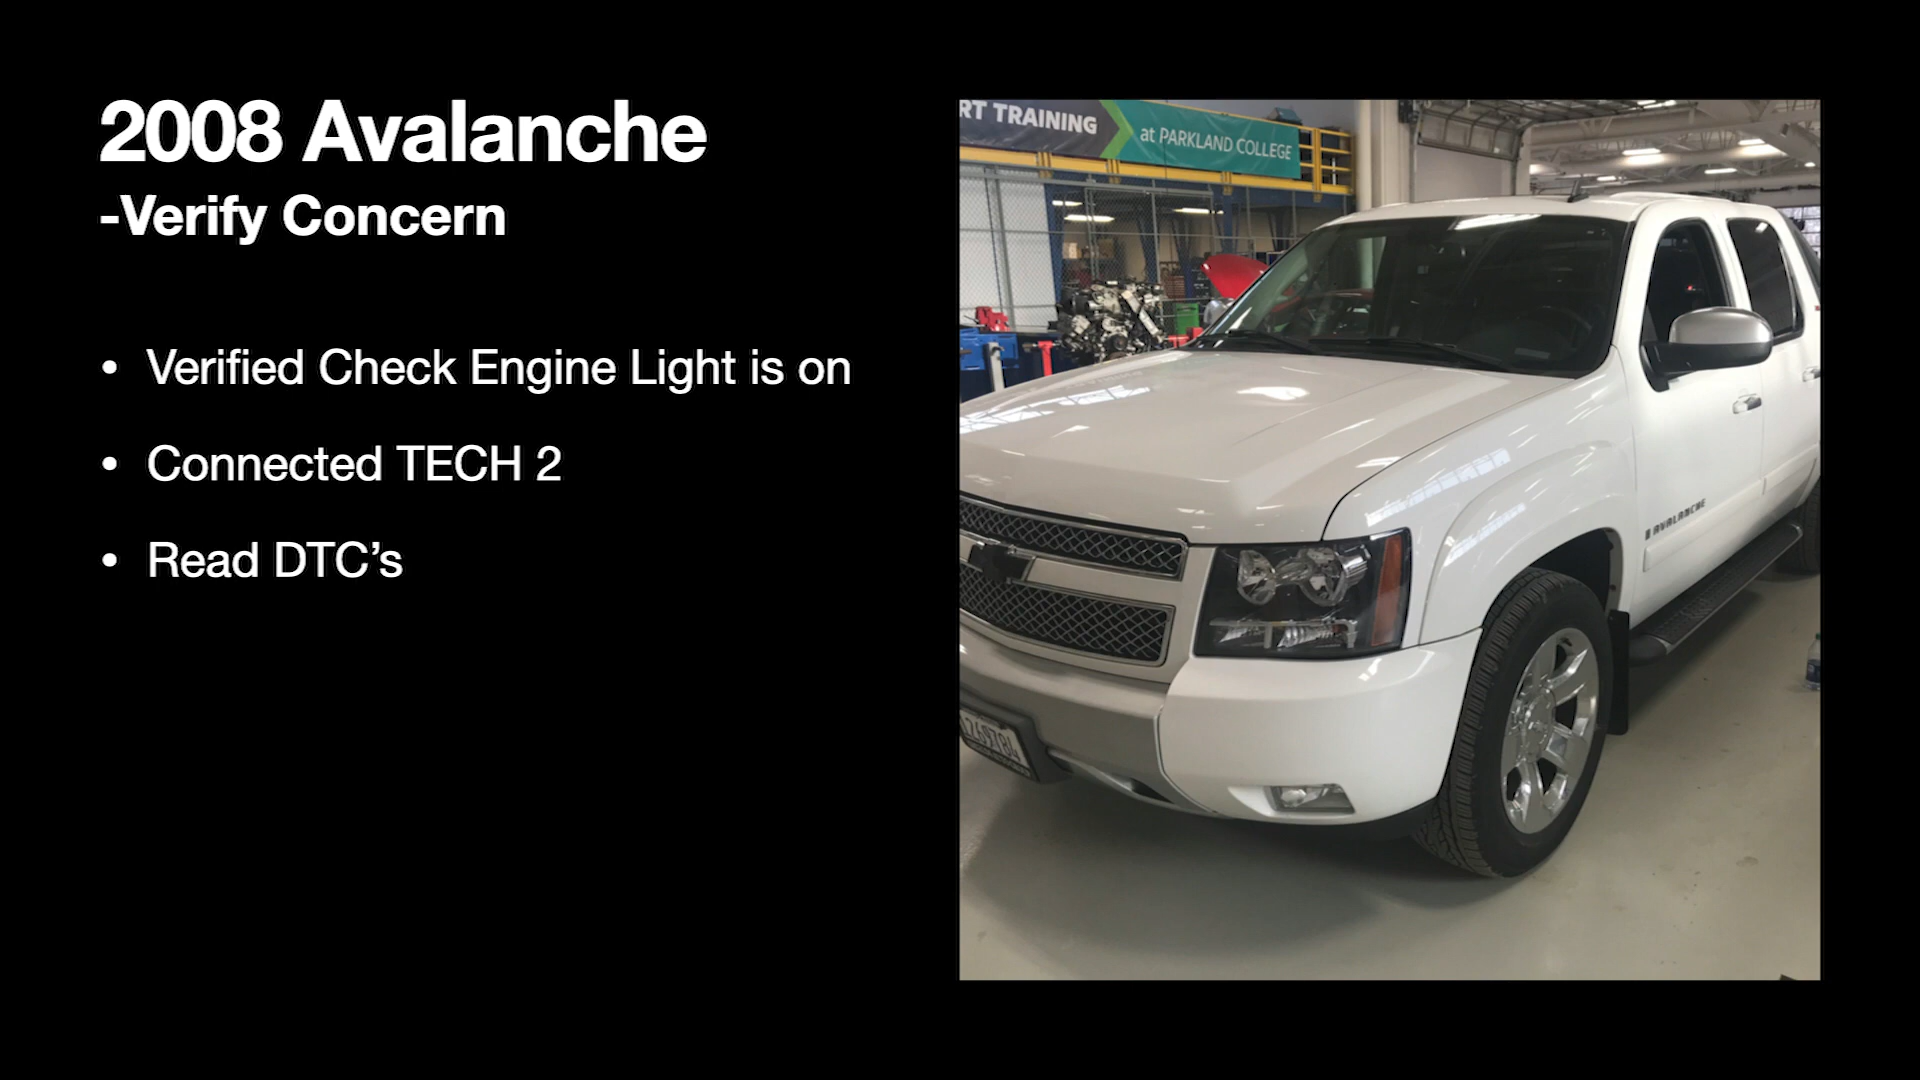 2008 Avalanche
-Verify Concern
• Verified Check Engine Light is on
• Connected TECH 2
• Read DTC’s
RT TRAINING
at PARKLAND COLLEGE
AVALANCHE